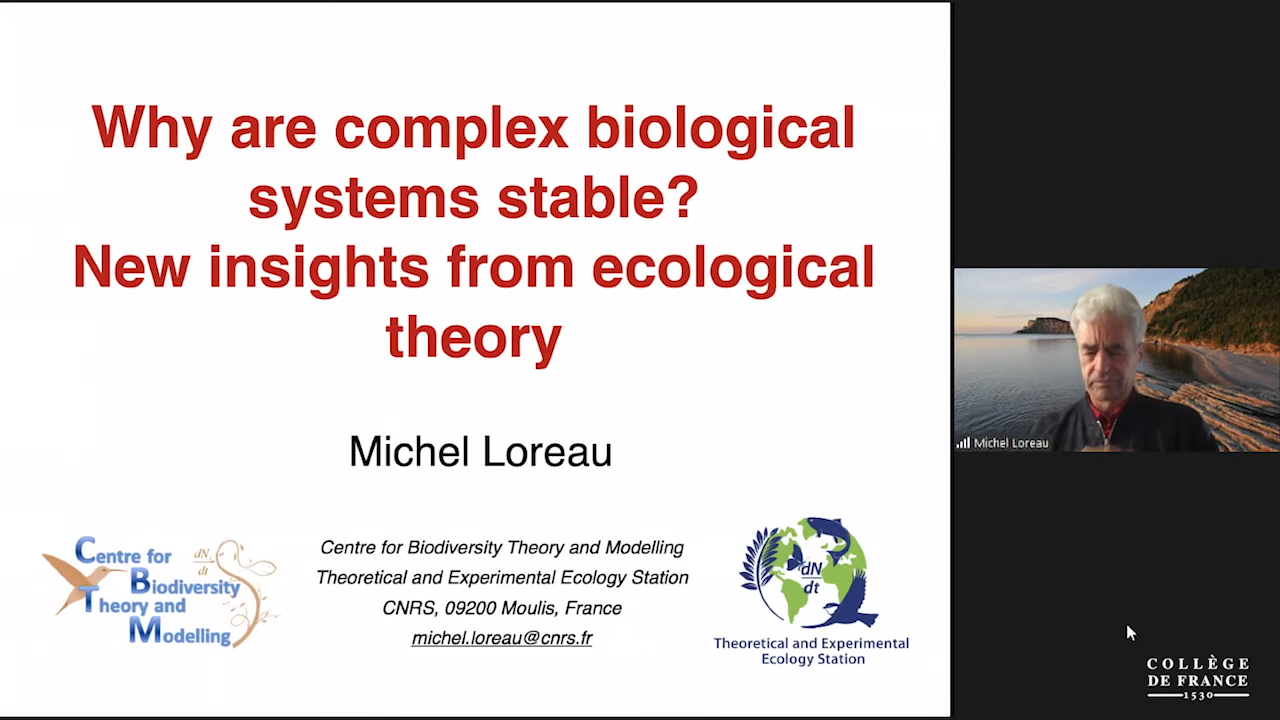 Why are complex biological
systems stable?
New insights from ecological
theory
Michel Loreau
Centre for
Biodiversity
Theory and
Modelling
dN
dt
Centre for Biodiversity Theory and Modelling
Theoretical and Experimental Ecology Station
CNRS, 09200 Moulis, France
michel.loreau@cnrs.fr
dN
dt
Theoretical and Experimental
Ecology Station
Michel Loreau
COLLÈGE
DE FRANCE
1530